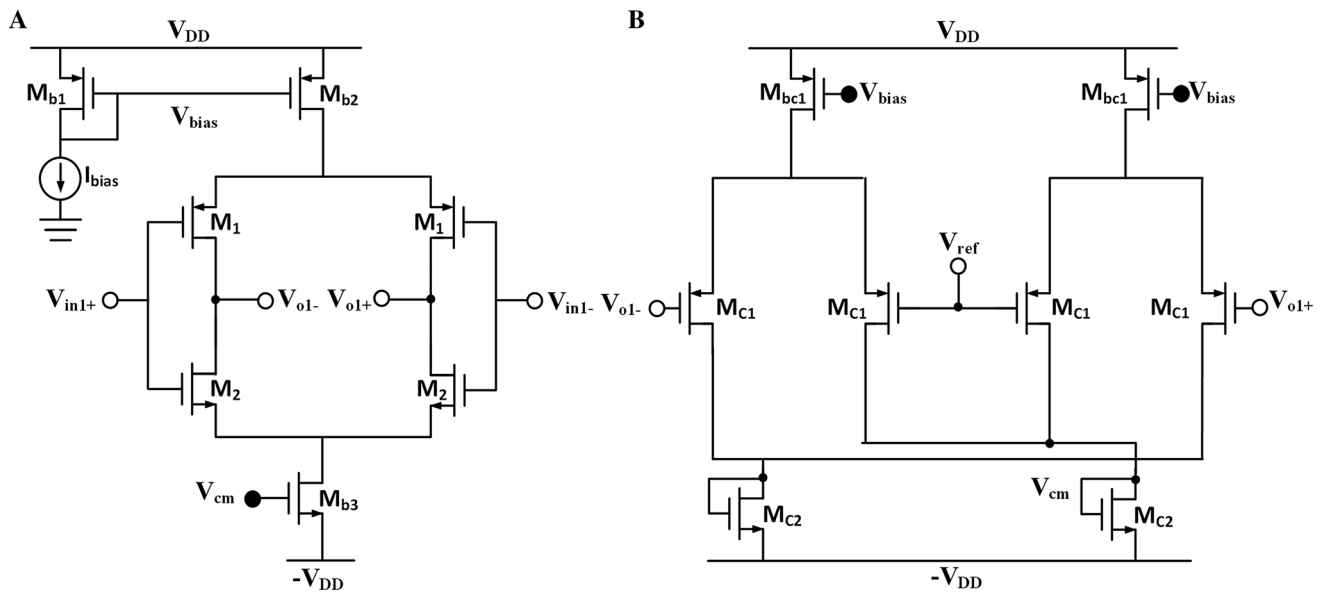 A
V_DD
M_b1
M_b2
V_bias
I_bias
M_1
M_1
V_in1+
V_o1-
V_o1+
V_in1-
M_2
M_2
V_cm
M_b3
-V_DD
B
V_DD
M_bc1
V_bias
M_bc1
V_bias
V_ref
V_o1-
M_C1
M_C1
M_C1
M_C1
V_o1+
V_cm
M_C2
M_C2
-V_DD